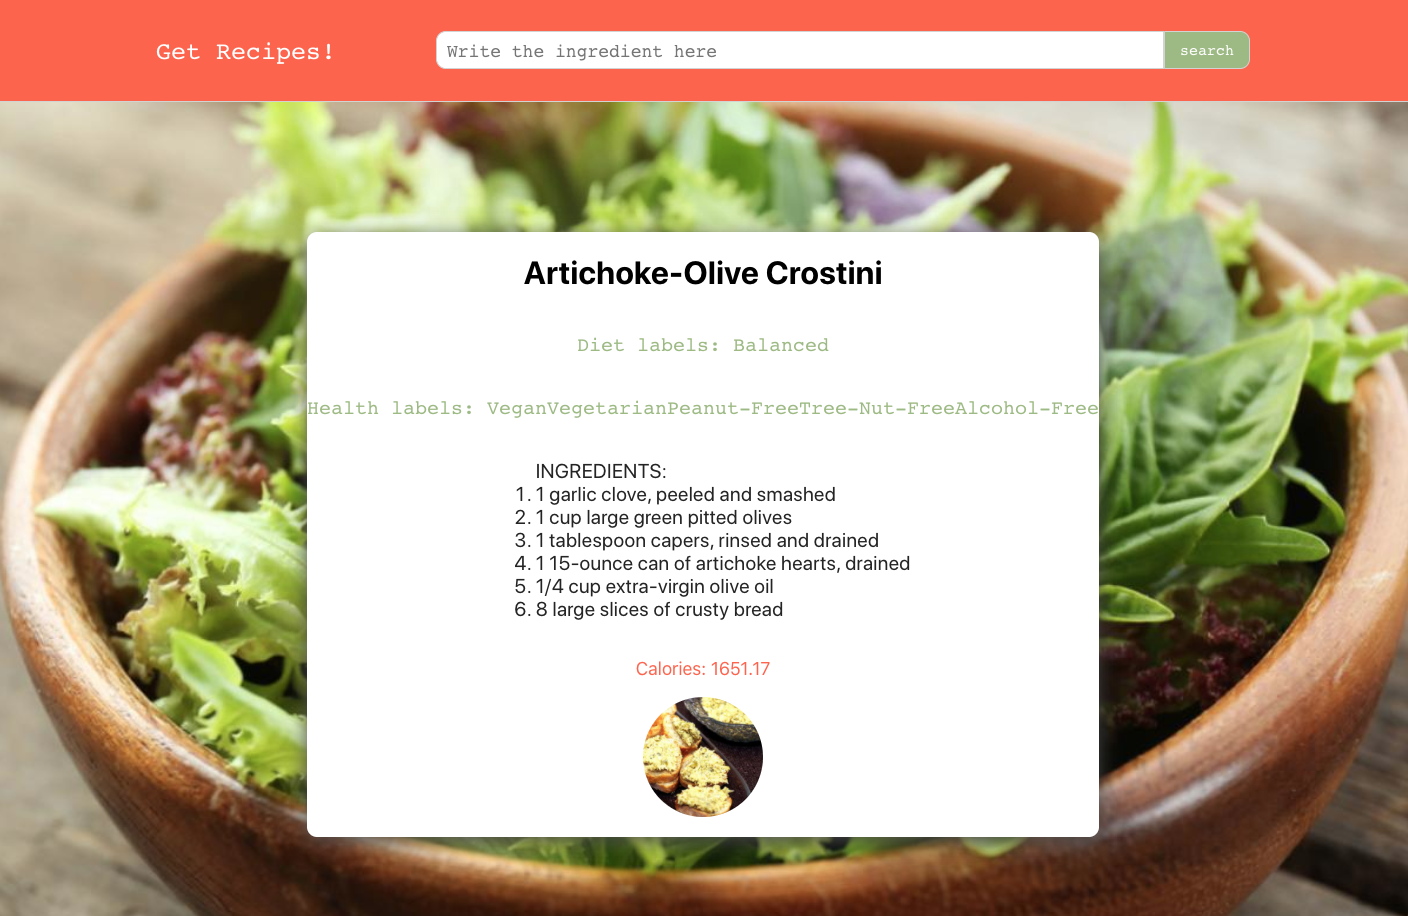 Get Recipes!
Write the ingredient here
search
Artichoke-Olive Crostini
Diet labels: Balanced
Health labels: VeganVegetarianPeanut-FreeTree-Nut-FreeAlcohol-Free
INGREDIENTS:
1. 1 garlic clove, peeled and smashed
2. 1 cup large green pitted olives
3. 1 tablespoon capers, rinsed and drained
4. 1 15-ounce can of artichoke hearts, drained
5. 1/4 cup extra-virgin olive oil
6. 8 large slices of crusty bread
Calories: 1651.17